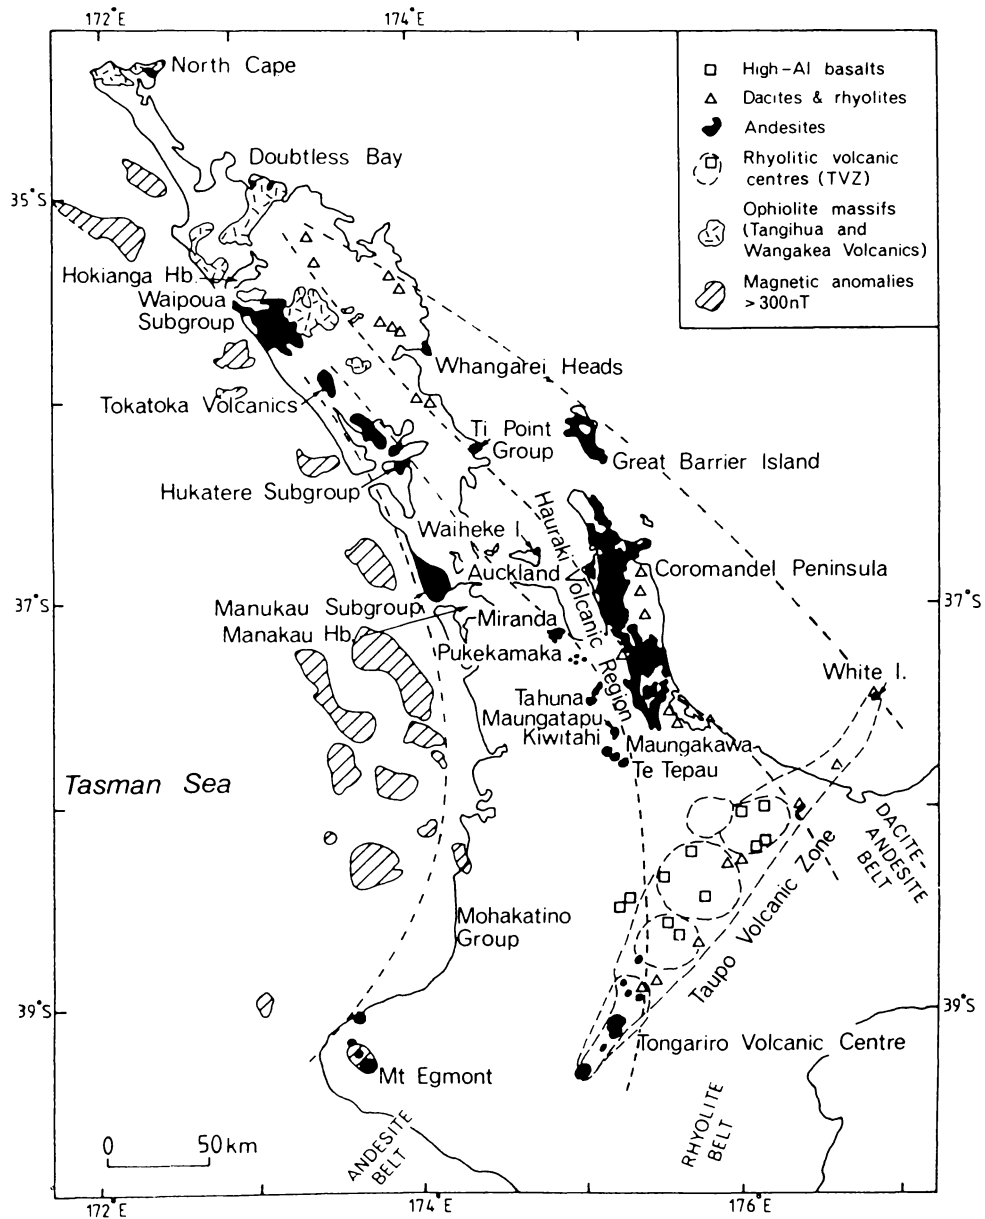 172°E
174°E
North Cape
Doubtless Bay
35°S
Hokianga Hb.
Waipoua
Subgroup
Whangarei Heads
Tokatoka Volcanics
Ti Point
Group
Great Barrier Island
Hukatere Subgroup
Hauraki Volcanic Region
Waiheke I.
Auckland
Coromandel Peninsula
37°S
37°S
Manukau Subgroup
Manakau Hb.
Miranda
Pukekamaka
White I.
Tahuna
Maungatapu
Kiwitahi
Maungakawa
Te Tepau
Tasman Sea
DACITE-
ANDESITE
BELT
Taupo Volcanic Zone
Mohakatino
Group
39°S
39°S
Tongariro Volcanic Centre
Mt Egmont
ANDESITE
BELT
RHYOLITE
BELT
0 50 km
172°E
174°E
176°E
High-Al basalts
Dacites & rhyolites
Andesites
Rhyolitic volcanic
centres (TVZ)
Ophiolite massifs
(Tangihua and
Wangakea Volcanics)
Magnetic anomalies
>300nT